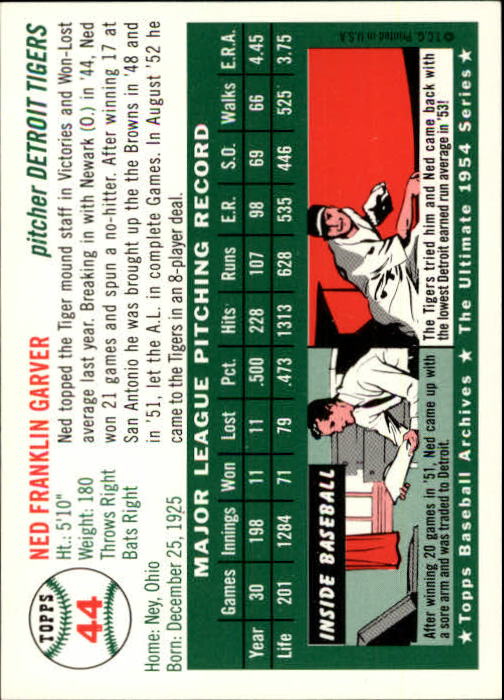 TOPPS
44
NED FRANKLIN GARVER
pitcher DETROIT TIGERS
Ht.: 5'10"
Weight: 180
Throws Right
Bats Right
Home: Ney, Ohio
Born: December 25, 1925
Ned topped the Tiger mound staff in Victories and Won-Lost
average last year. Breaking in with Newark (O.) in '44, Ned
won 21 games and spun a no-hitter. After winning 17 at
San Antonio he was brought up the the Browns in '48 and
in '51, let the A.L. in complete Games. In August '52 he
came to the Tigers in an 8-player deal.
MAJOR LEAGUE PITCHING RECORD
Games Innings Won Lost Pct. Hits Runs E.R. S.O. Walks E.R.A.
Year 30 198 11 11 .500 228 107 98 69 66 4.45
Life 201 1284 71 79 .473 1313 628 535 446 525 3.75
INSIDE BASEBALL
After winning 20 games in '51, Ned came up with
a sore arm and was traded to Detroit.
The Tigers tried him and Ned came back with
the lowest Detroit earned run average in '53!
© T.C.G. Printed in U.S.A.
★ Topps Baseball Archives ★ The Ultimate 1954 Series ★